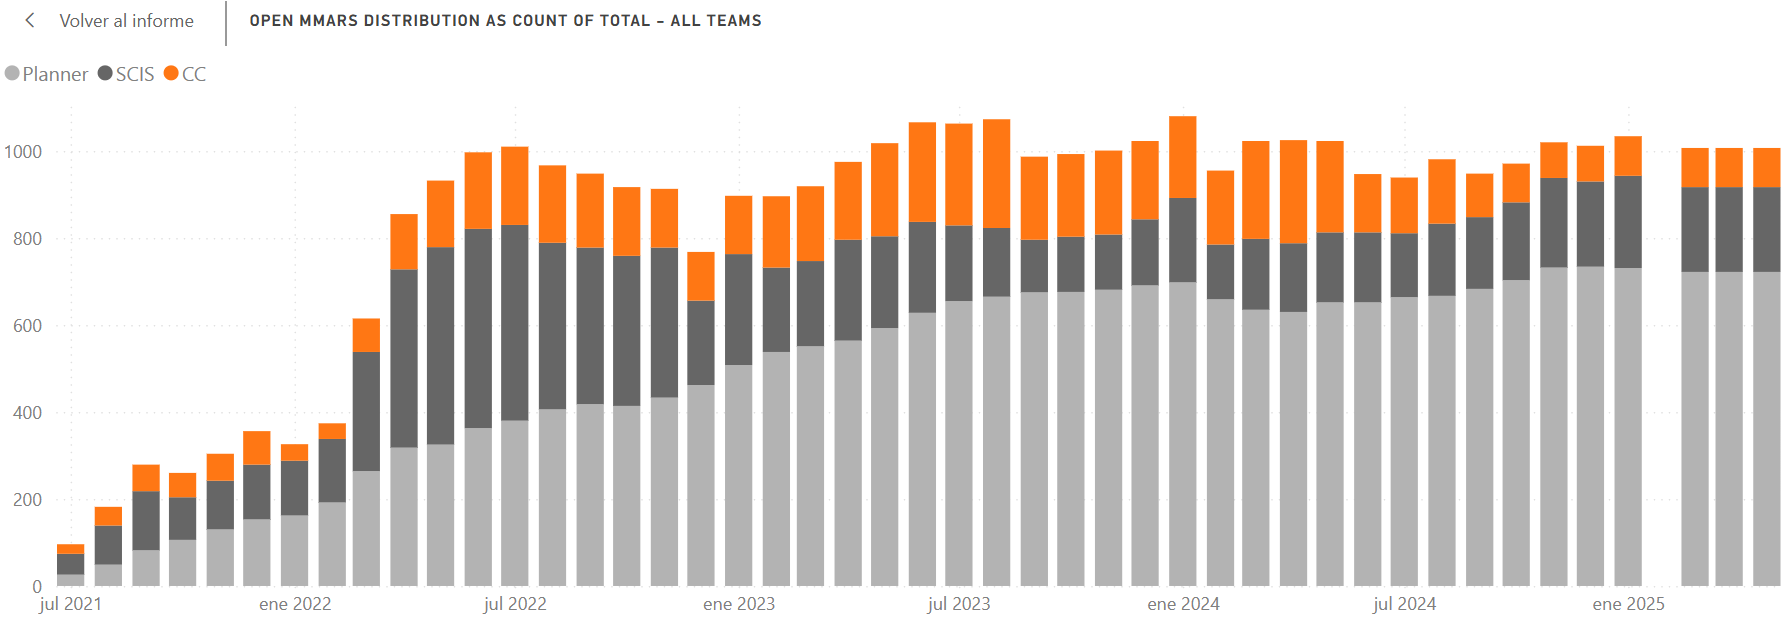 Volver al informe
OPEN MMARS DISTRIBUTION AS COUNT OF TOTAL – ALL TEAMS
Planner SCIS CC
1000
800
600
400
200
0
jul 2021 ene 2022 jul 2022 ene 2023 jul 2023 ene 2024 jul 2024 ene 2025